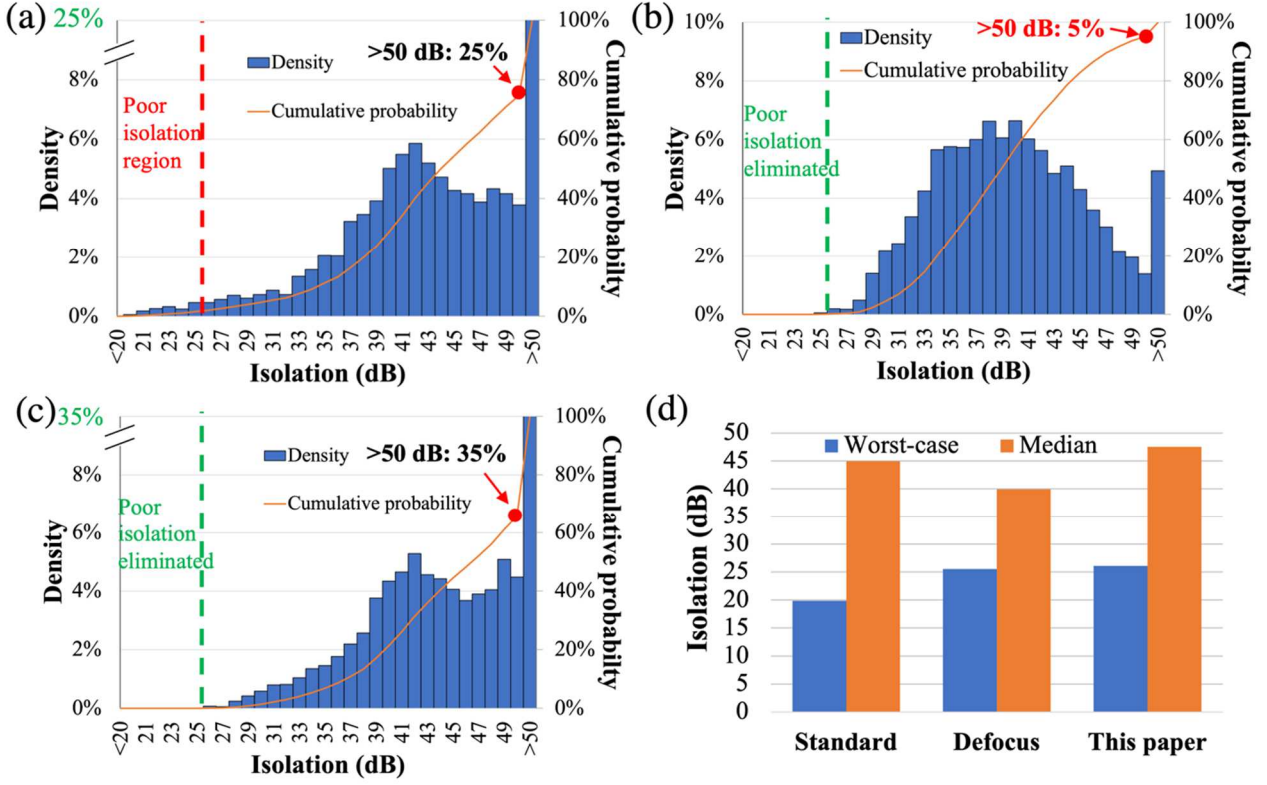 (a)
25%
8%
6%
4%
2%
0%
Density
100%
80%
60%
40%
20%
0%
Cumulative probabilty
>50 dB: 25%
Density
Cumulative probability
Poor
isolation
region
<20 21 23 25 27 29 31 33 35 37 39 41 43 45 47 49 >50
Isolation (dB)
(b)
10%
8%
6%
4%
2%
0%
Density
100%
80%
60%
40%
20%
0%
Cumulative probabilty
>50 dB: 5%
Density
Cumulative probability
Poor
isolation
eliminated
<20 21 23 25 27 29 31 33 35 37 39 41 43 45 47 49 >50
Isolation (dB)
(c)
35%
8%
6%
4%
2%
0%
Density
100%
80%
60%
40%
20%
0%
Cumulative probabilty
Density
>50 dB: 35%
Cumulative probability
Poor
isolation
eliminated
<20 21 23 25 27 29 31 33 35 37 39 41 43 45 47 49 >50
Isolation (dB)
(d)
50
45
40
35
30
25
20
15
10
5
0
Isolation (dB)
Worst-case Median
Standard Defocus This paper